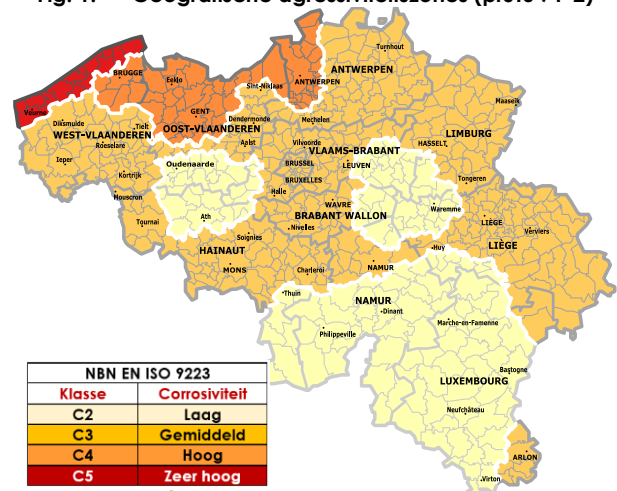 Fig. 1. Geografische agressiviteitszones (prEN 1-2)
Turnhout
BRUGGE
Eeklo
ANTWERPEN
Sint-Niklaas
ANTWERPEN
Maaseik
Veurne
GENT
Diksmuide
Tielt
OOST-VLAANDEREN
Dendermonde
Mechelen
WEST-VLAANDEREN
Roeselare
LIMBURG
Aalst
Vilvoorde
VLAAMS-BRABANT
HASSELT
Ieper
Oudenaarde
BRUSSEL
LEUVEN
Kortrijk
BRUXELLES
Tongeren
Mouscron
Halle
WAVRE
Waremme
Tournai
Ath
BRABANT WALLON
LIÈGE
Verviers
Soignies
Nivelles
HAINAUT
Huy
LIÈGE
MONS
Charleroi
NAMUR
Thuin
NAMUR
Dinant
Philippeville
Marche-en-Famenne
Bastogne
LUXEMBOURG
Neufchâteau
ARLON
Virton
NBN EN ISO 9223
Klasse Corrosiviteit
C2 Laag
C3 Gemiddeld
C4 Hoog
C5 Zeer hoog